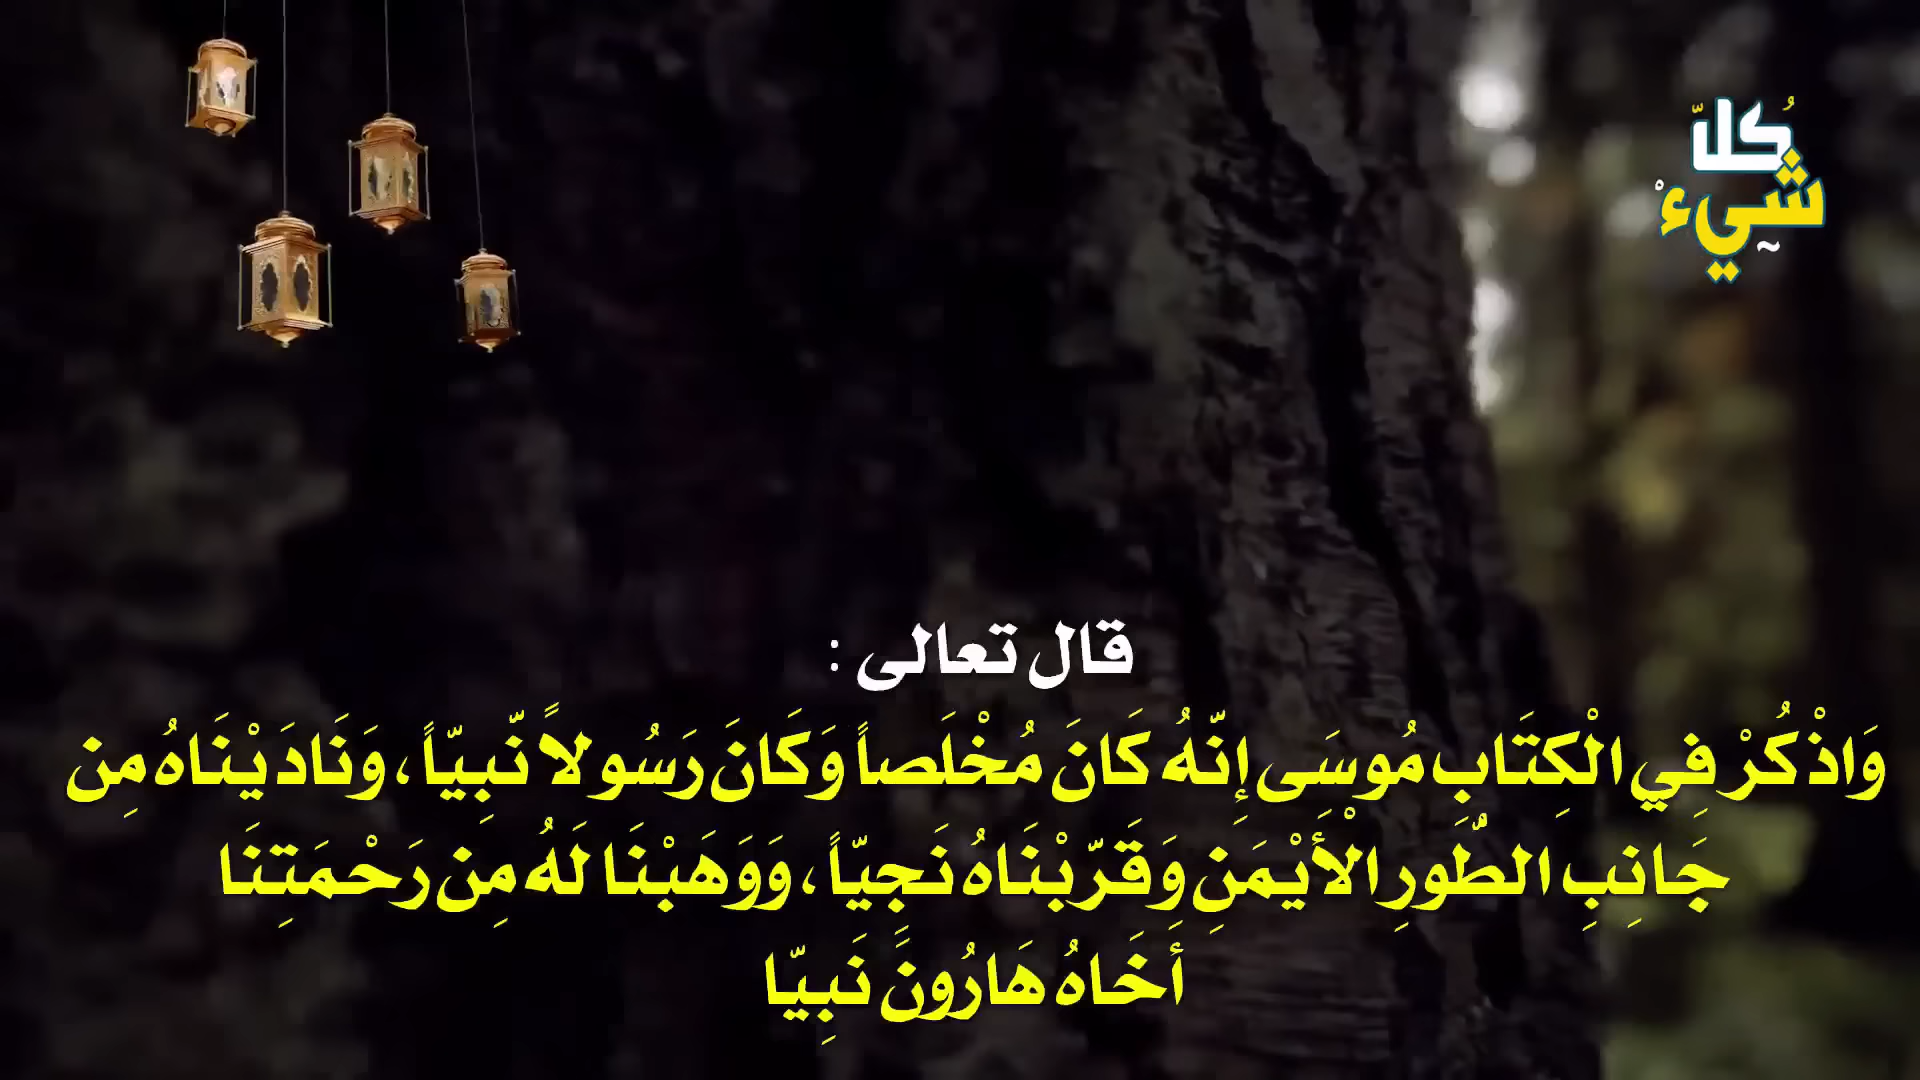 كُلّ
شَيْءٍ
قال تعالى :
وَاذْكُرْ فِي الْكِتَابِ مُوسَى إِنّهُ كَانَ مُخْلَصاً وَكَانَ رَسُولاً نّبِيّاً ، وَنَادَيْنَاهُ مِن
جَانِبِ الطّورِ الْأَيْمَنِ وَقَرّبْنَاهُ نَجِيّاً ، وَوَهَبْنَا لَهُ مِن رَحْمَتِنَا
أَخَاهُ هَارُونَ نَبِيّا